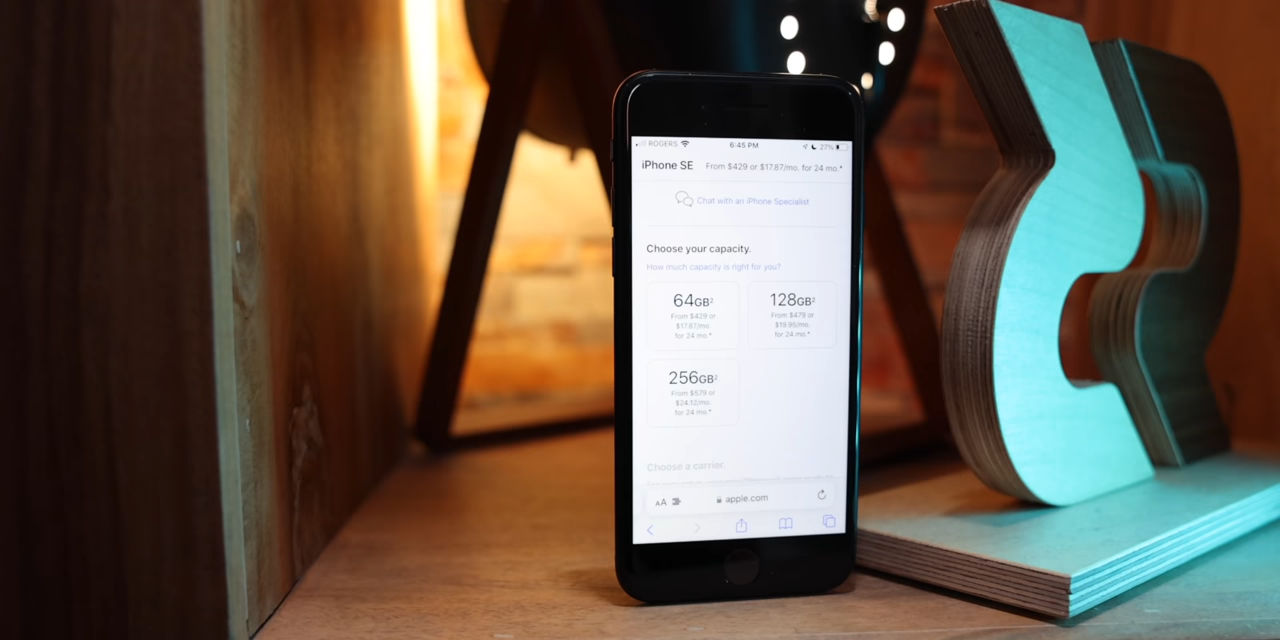 ROGERS 6:45 PM 27%
iPhone SE From $429 or $17.87/mo. for 24 mo.*
Chat with an iPhone Specialist
Choose your capacity.
How much capacity is right for you?
64GB²
From $429 or
$17.87/mo.
for 24 mo.*
128GB²
From $479 or
$19.95/mo.
for 24 mo.*
256GB²
From $579 or
$24.12/mo.
for 24 mo.*
Choose a carrier.
AA apple.com